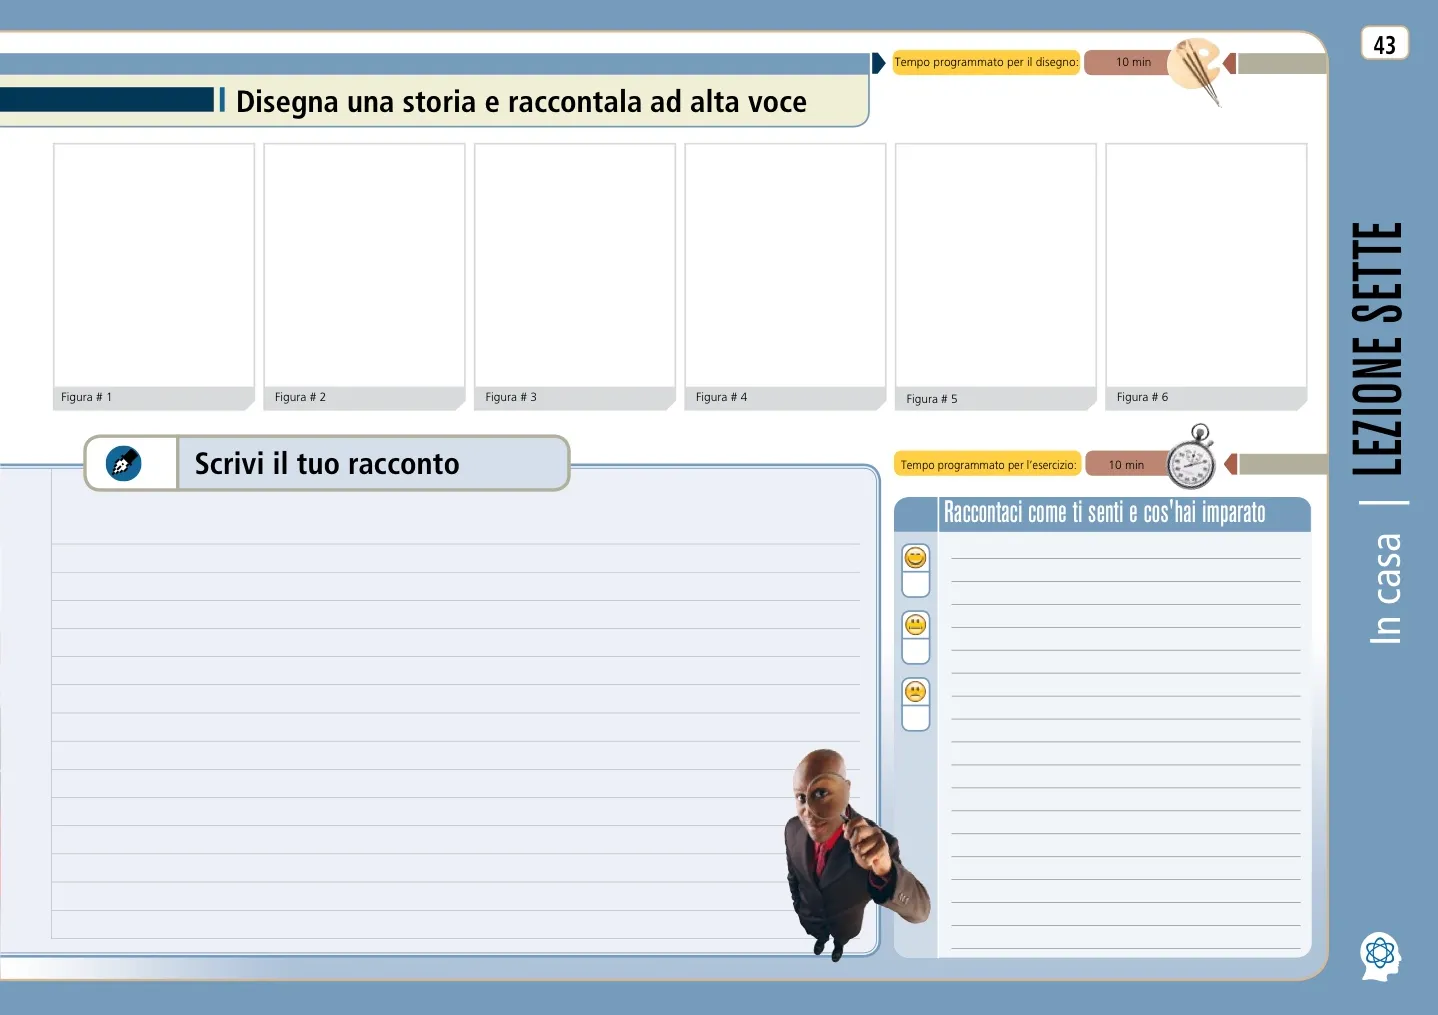 43
Tempo programmato per il disegno:
10 min
Disegna una storia e raccontala ad alta voce
Figura # 1
Figura # 2
Figura # 3
Figura # 4
Figura # 5
Figura # 6
Scrivi il tuo racconto
Tempo programmato per l'esercizio:
10 min
Raccontaci come ti senti e cos'hai imparato
LEZIONE SETTE
In casa